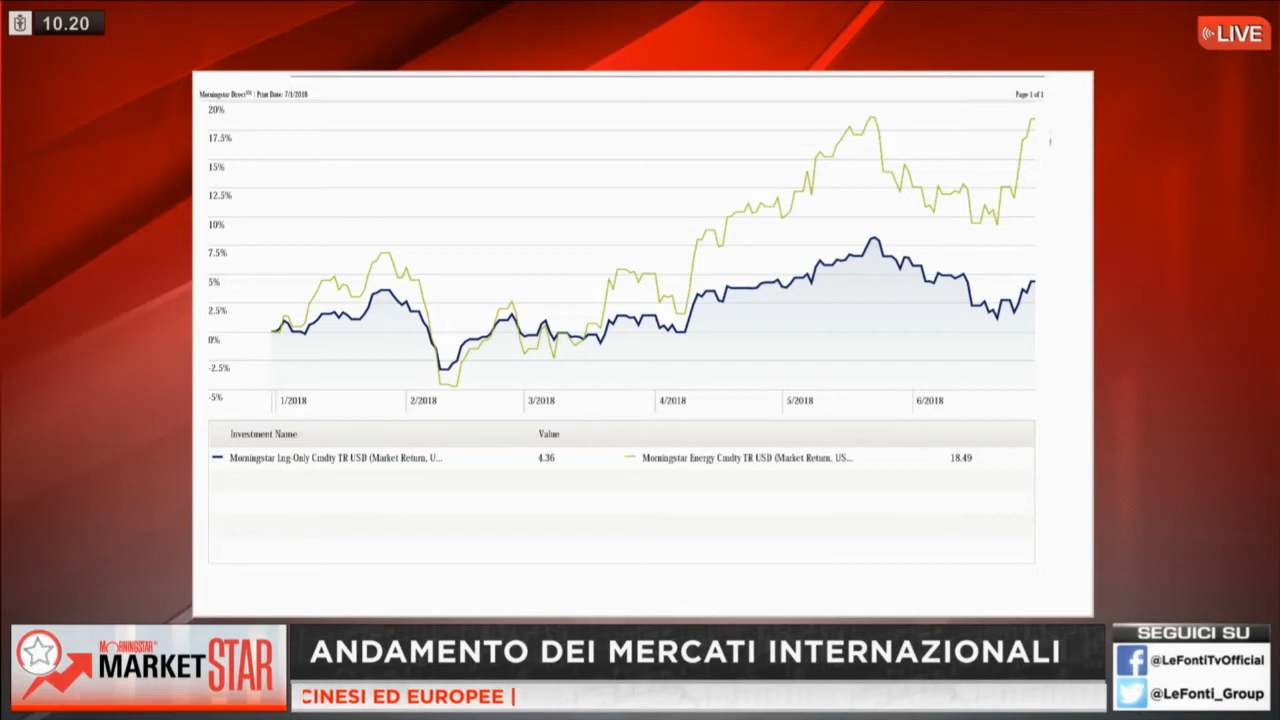 10.20
LIVE
Morningstar Direct℠ | Print Date: 7/1/2018
Page 1 of 1
20%
17.5%
15%
12.5%
10%
7.5%
5%
2.5%
0%
-2.5%
-5%
1/2018 2/2018 3/2018 4/2018 5/2018 6/2018
Investment Name Value
Morningstar Lng-Only Cmdty TR USD (Market Return, U... 4.36 Morningstar Energy Cmdty TR USD (Market Return, US... 18.49
MORNINGSTAR
MARKET STAR
ANDAMENTO DEI MERCATI INTERNAZIONALI
CINESI ED EUROPEE |
SEGUICI SU
@LeFontiTvOfficial
@LeFonti_Group